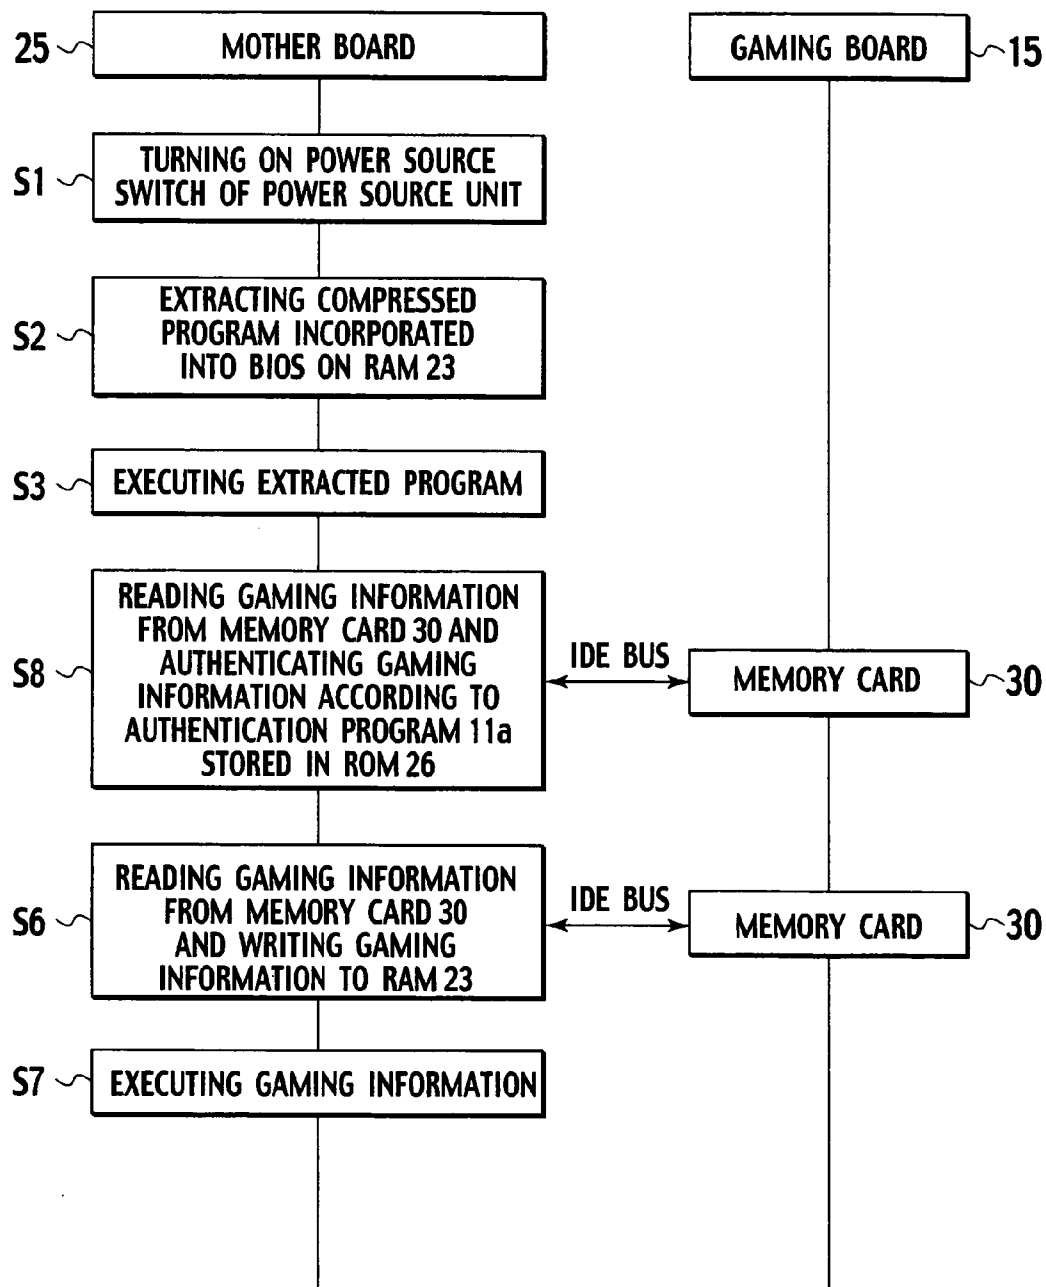 25
MOTHER BOARD
GAMING BOARD
15
S1
TURNING ON POWER SOURCE
SWITCH OF POWER SOURCE UNIT
S2
EXTRACTING COMPRESSED
PROGRAM INCORPORATED
INTO BIOS ON RAM 23
S3
EXECUTING EXTRACTED PROGRAM
S8
READING GAMING INFORMATION
FROM MEMORY CARD 30 AND
AUTHENTICATING GAMING
INFORMATION ACCORDING TO
AUTHENTICATION PROGRAM 11a
STORED IN ROM 26
IDE BUS
MEMORY CARD
30
S6
READING GAMING INFORMATION
FROM MEMORY CARD 30
AND WRITING GAMING
INFORMATION TO RAM 23
IDE BUS
MEMORY CARD
30
S7
EXECUTING GAMING INFORMATION